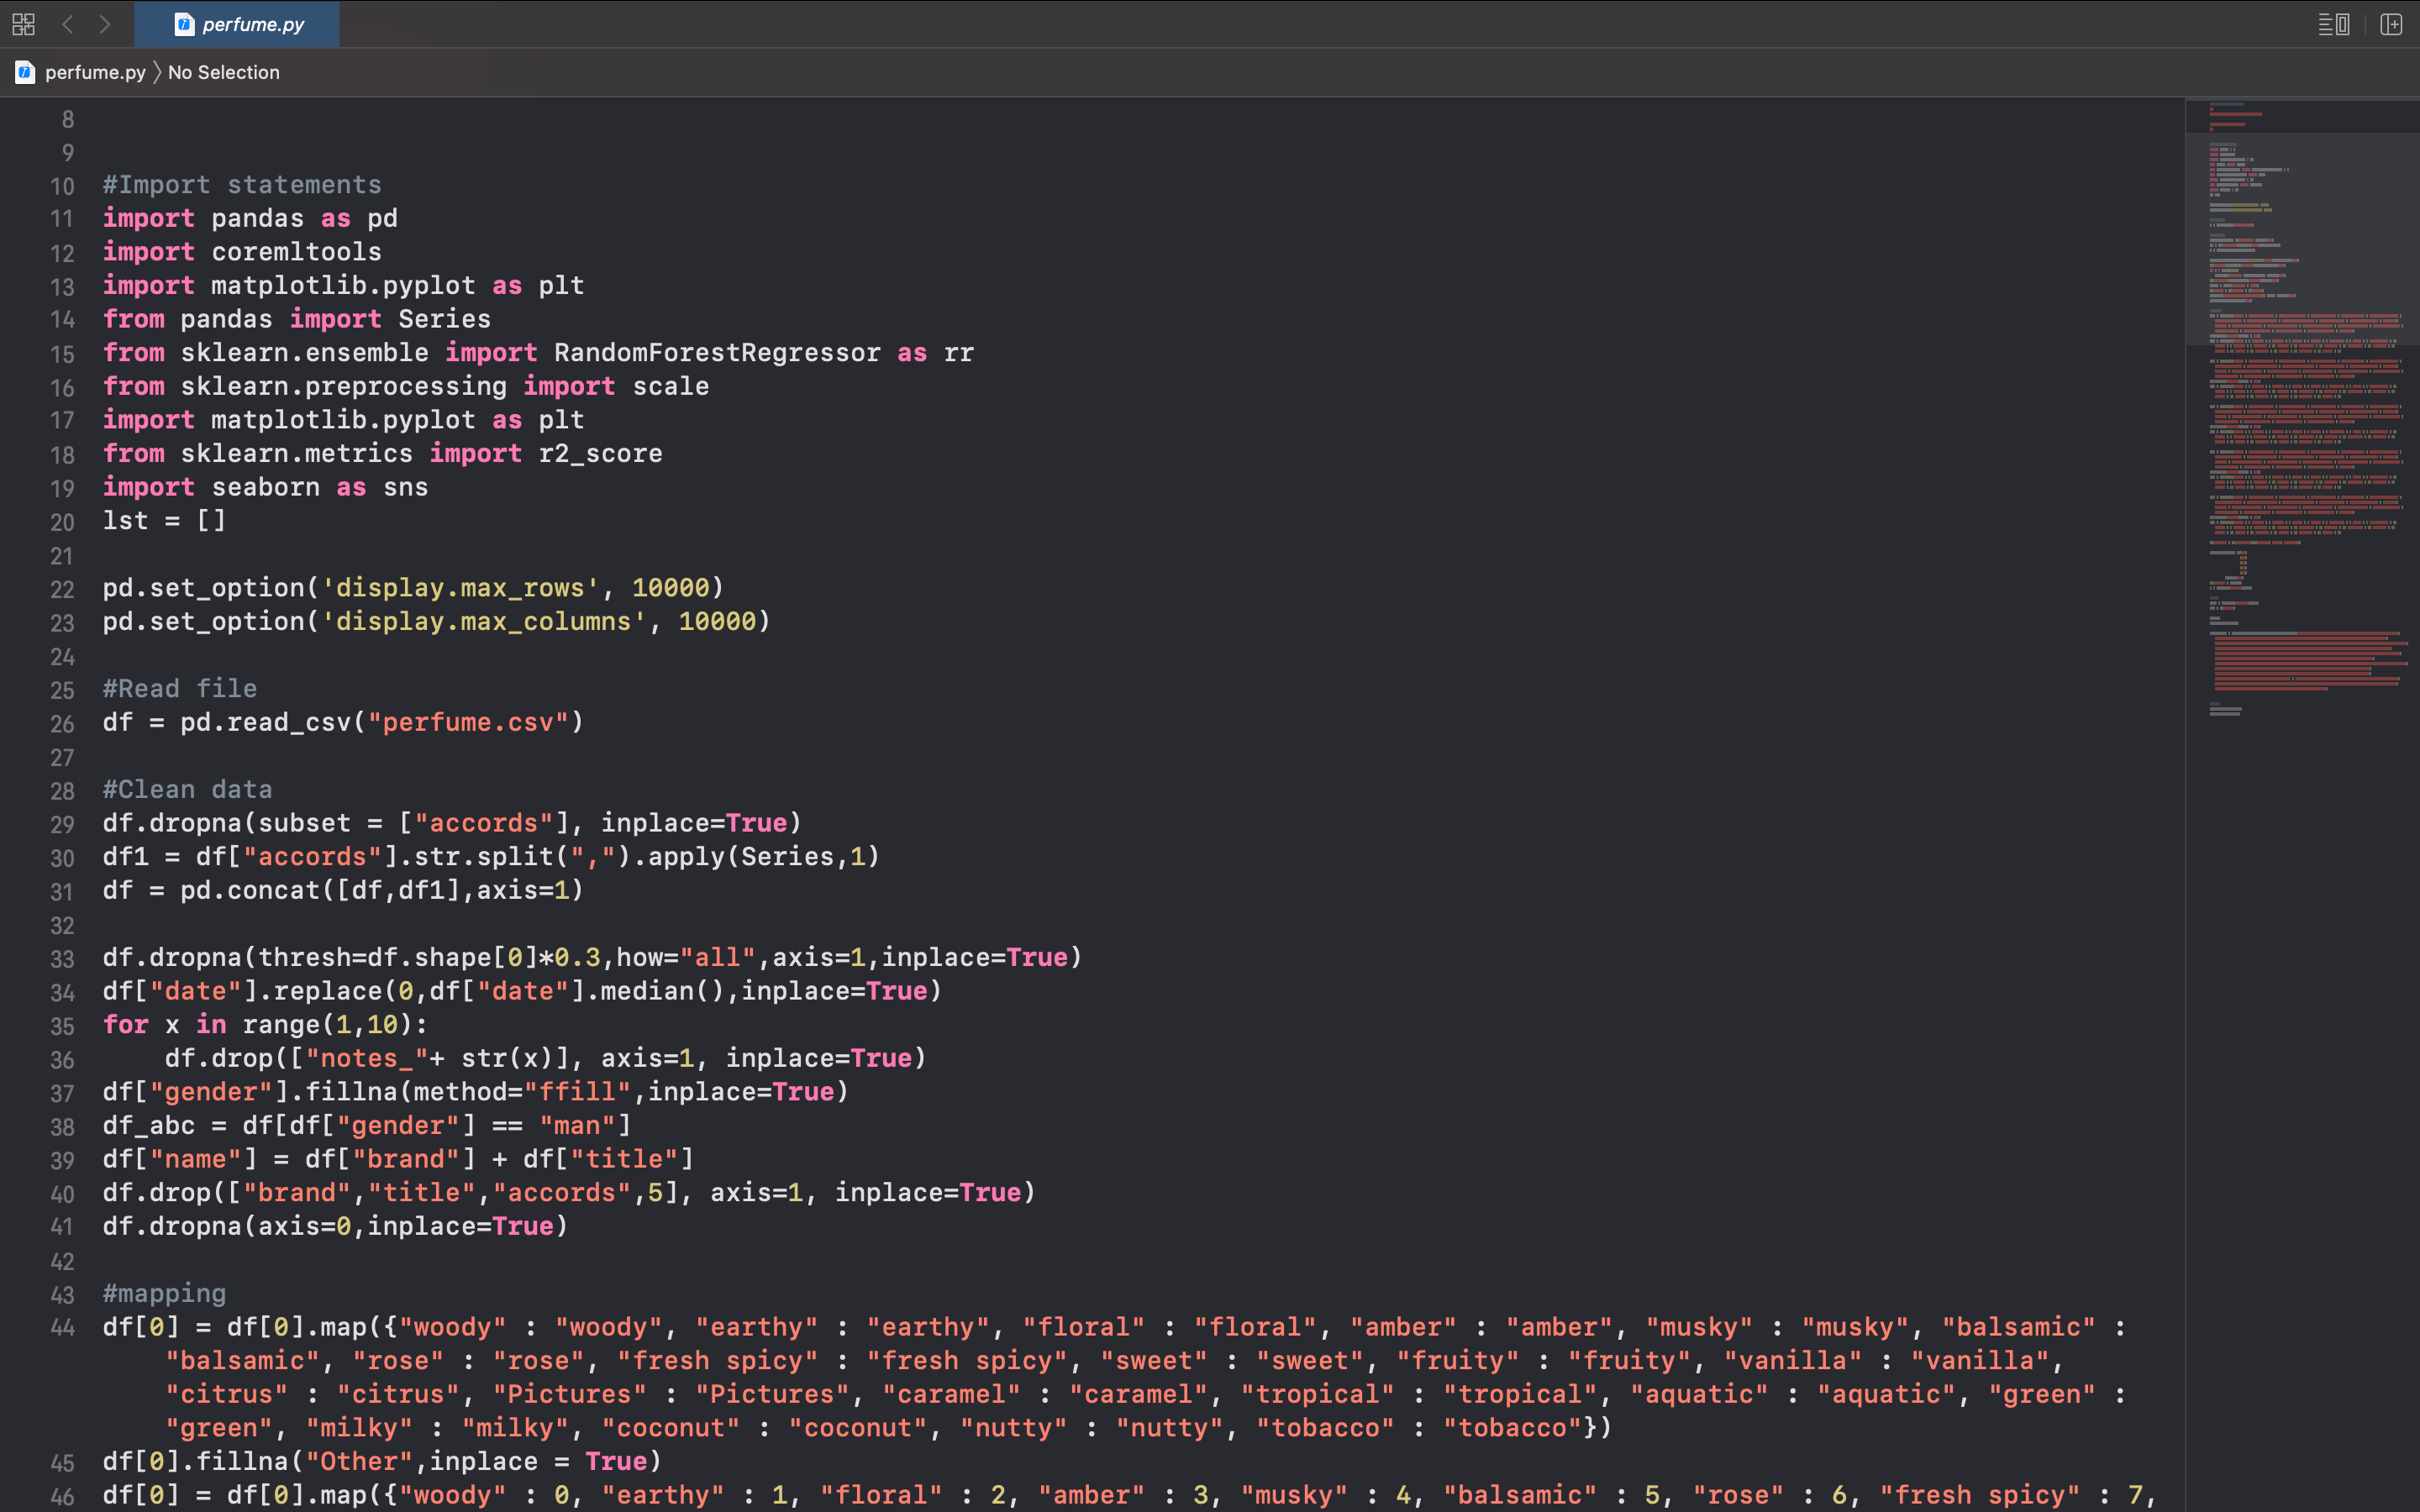 perfume.py
perfume.py 〉 No Selection
8
9
10 #Import statements
11 import pandas as pd
12 import coremltools
13 import matplotlib.pyplot as plt
14 from pandas import Series
15 from sklearn.ensemble import RandomForestRegressor as rr
16 from sklearn.preprocessing import scale
17 import matplotlib.pyplot as plt
18 from sklearn.metrics import r2_score
19 import seaborn as sns
20 lst = []
21
22 pd.set_option('display.max_rows', 10000)
23 pd.set_option('display.max_columns', 10000)
24
25 #Read file
26 df = pd.read_csv("perfume.csv")
27
28 #Clean data
29 df.dropna(subset = ["accords"], inplace=True)
30 df1 = df["accords"].str.split(",").apply(Series,1)
31 df = pd.concat([df,df1],axis=1)
32
33 df.dropna(thresh=df.shape[0]*0.3,how="all",axis=1,inplace=True)
34 df["date"].replace(0,df["date"].median(),inplace=True)
35 for x in range(1,10):
36     df.drop(["notes_"+ str(x)], axis=1, inplace=True)
37 df["gender"].fillna(method="ffill",inplace=True)
38 df_abc = df[df["gender"] == "man"]
39 df["name"] = df["brand"] + df["title"]
40 df.drop(["brand","title","accords",5], axis=1, inplace=True)
41 df.dropna(axis=0,inplace=True)
42
43 #mapping
44 df[0] = df[0].map({"woody" : "woody", "earthy" : "earthy", "floral" : "floral", "amber" : "amber", "musky" : "musky", "balsamic" :
"balsamic", "rose" : "rose", "fresh spicy" : "fresh spicy", "sweet" : "sweet", "fruity" : "fruity", "vanilla" : "vanilla",
"citrus" : "citrus", "Pictures" : "Pictures", "caramel" : "caramel", "tropical" : "tropical", "aquatic" : "aquatic", "green" :
"green", "milky" : "milky", "coconut" : "coconut", "nutty" : "nutty", "tobacco" : "tobacco"})
45 df[0].fillna("Other",inplace = True)
46 df[0] = df[0].map({"woody" : 0, "earthy" : 1, "floral" : 2, "amber" : 3, "musky" : 4, "balsamic" : 5, "rose" : 6, "fresh spicy" : 7,